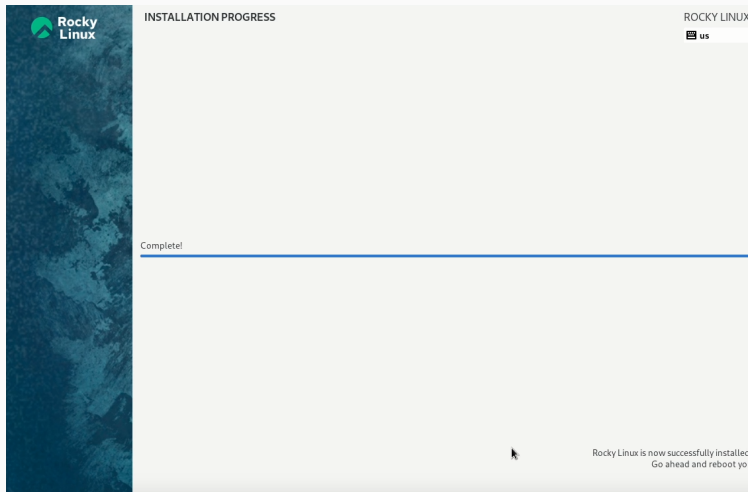 Rocky
Linux
INSTALLATION PROGRESS
ROCKY LINUX
us
Complete!
Rocky Linux is now successfully installed
Go ahead and reboot yo